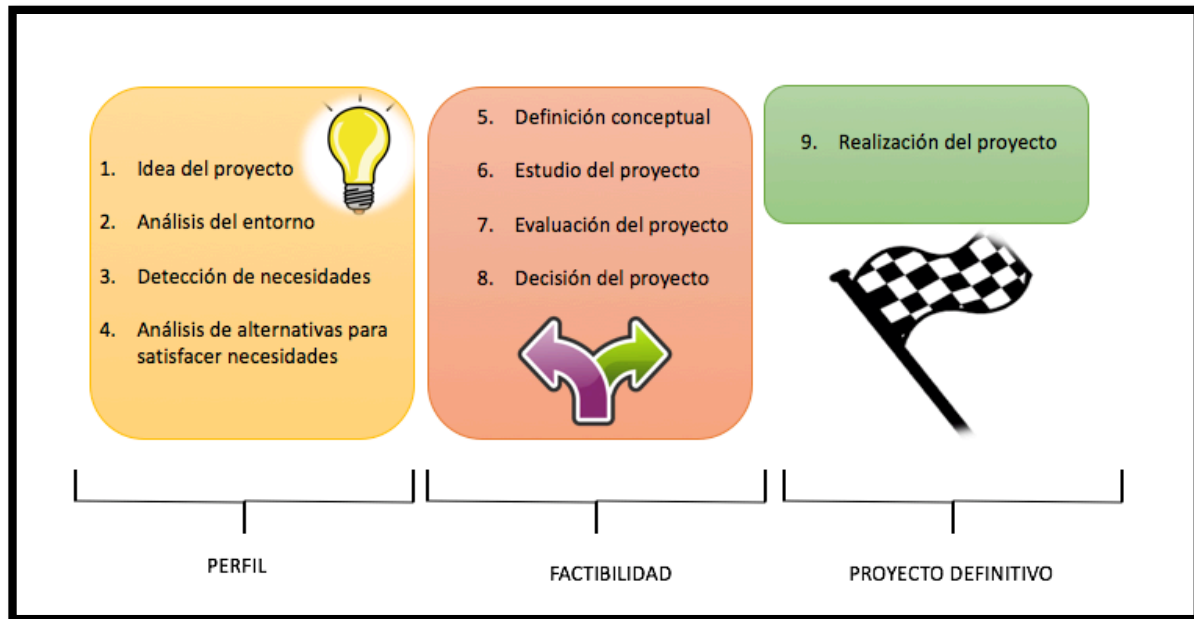 1. Idea del proyecto
2. Análisis del entorno
3. Detección de necesidades
4. Análisis de alternativas para
satisfacer necesidades
5. Definición conceptual
6. Estudio del proyecto
7. Evaluación del proyecto
8. Decisión del proyecto
9. Realización del proyecto
PERFIL
FACTIBILIDAD
PROYECTO DEFINITIVO